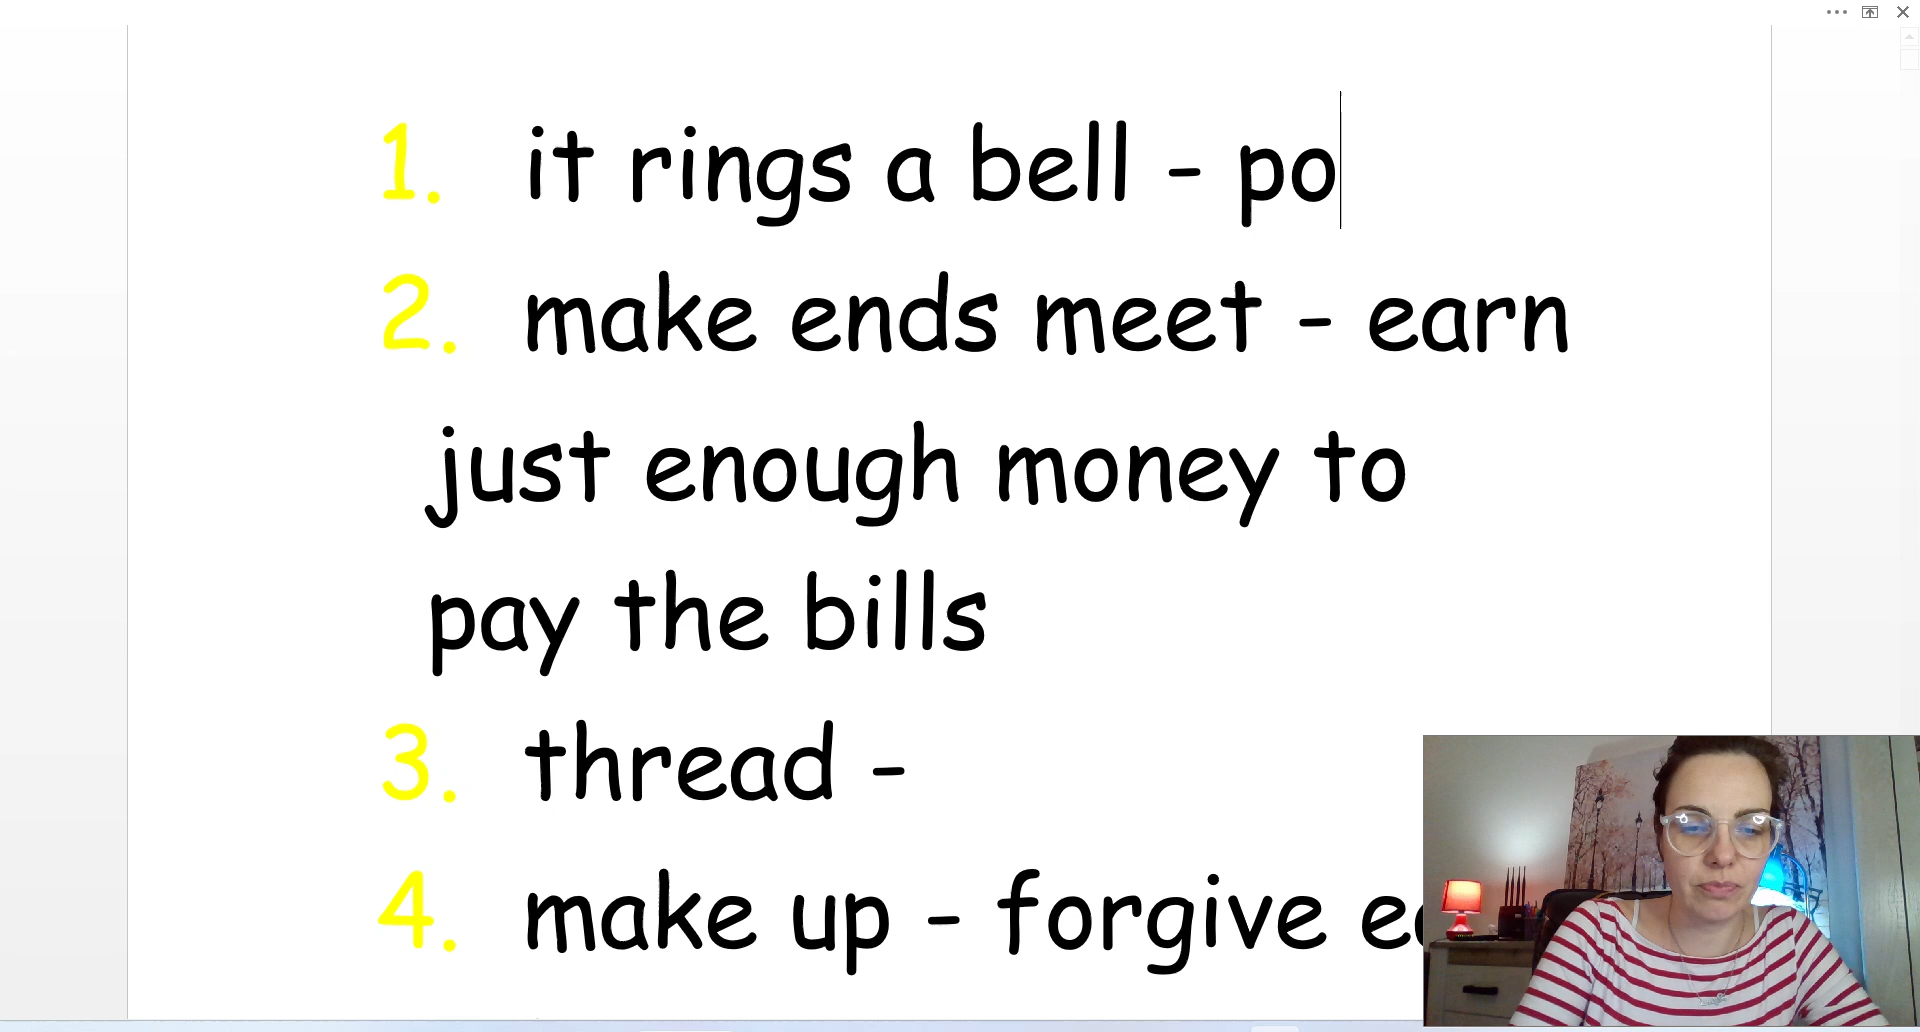 1. it rings a bell - po
2. make ends meet - earn
just enough money to
pay the bills
3. thread -
4. make up - forgive